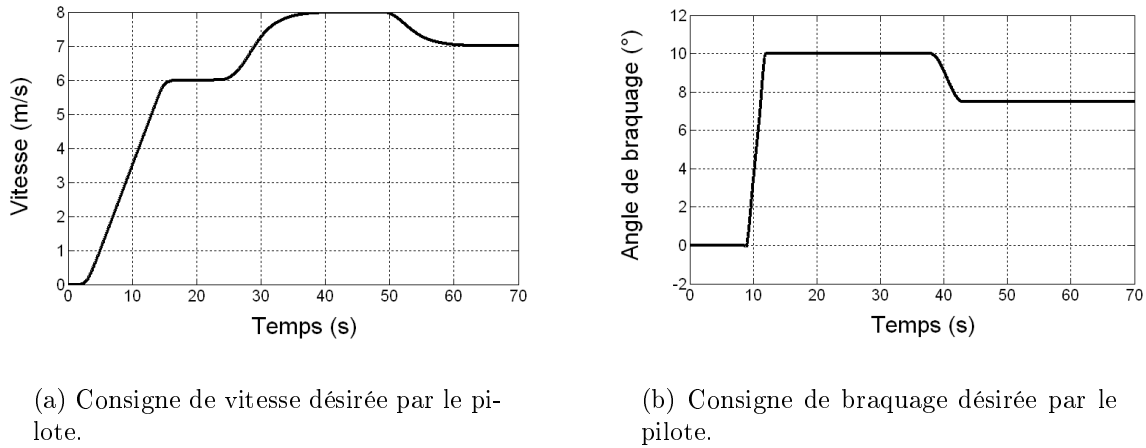 8
7
6
5
4
3
2
1
0
Vitesse (m/s)
0 10 20 30 40 50 60 70
Temps (s)
12
10
8
6
4
2
0
-2
Angle de braquage (°)
0 10 20 30 40 50 60 70
Temps (s)
(a) Consigne de vitesse désirée par le pi-
lote.
(b) Consigne de braquage désirée par le
pilote.